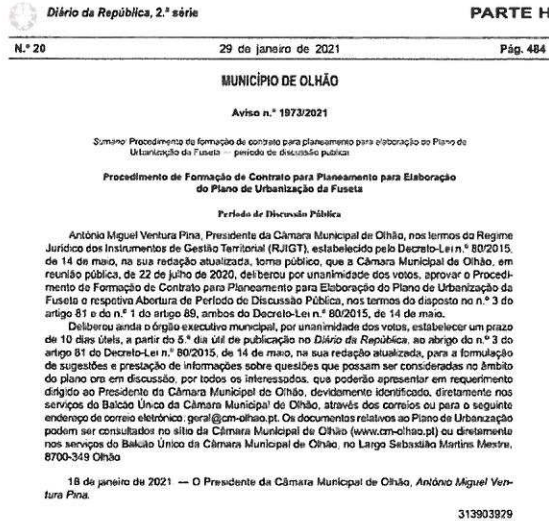 Diário da República, 2.ª série
PARTE H
N.º 20
29 de janeiro de 2021
Pág. 484
MUNICÍPIO DE OLHÃO
Aviso n.º 1973/2021
Sumário: Procedimento de formação de contrato para planeamento para elaboração do Plano de
Urbanização da Fuseta — período de discussão pública.
Procedimento de Formação de Contrato para Planeamento para Elaboração
do Plano de Urbanização da Fuseta
Período de Discussão Pública
António Miguel Ventura Pina, Presidente da Câmara Municipal de Olhão, nos termos do Regime
Jurídico dos Instrumentos de Gestão Territorial (RJIGT), estabelecido pelo Decreto-Lei n.º 80/2015,
de 14 de maio, na sua redação atualizada, torna público, que a Câmara Municipal de Olhão, em
reunião pública, de 22 de julho de 2020, deliberou por unanimidade dos votos, aprovar o Procedi-
mento de Formação de Contrato para Planeamento para Elaboração do Plano de Urbanização da
Fuseta e respetiva Abertura de Período de Discussão Pública, nos termos do disposto no n.º 3 do
artigo 81 e do n.º 1 do artigo 89, ambos do Decreto-Lei n.º 80/2015, de 14 de maio.
Deliberou ainda o órgão executivo municipal, por unanimidade dos votos, estabelecer um prazo
de 10 dias úteis, a partir do 5.º dia útil de publicação no Diário da República, ao abrigo do n.º 3 do
artigo 81 do Decreto-Lei n.º 80/2015, de 14 de maio, na sua redação atualizada, para a formulação
de sugestões e prestação de informações sobre questões que possam ser consideradas no âmbito
do plano ora em discussão, por todos os interessados, que poderão apresentar em requerimento
dirigido ao Presidente da Câmara Municipal de Olhão, devidamente identificado, diretamente nos
serviços do Balcão Único da Câmara Municipal de Olhão, através dos correios ou para o seguinte
endereço de correio eletrónico: geral@cm-olhao.pt. Os documentos relativos ao Plano de Urbanização
podem ser consultados no sítio da Câmara Municipal de Olhão (www.cm-olhao.pt) ou diretamente
nos serviços do Balcão Único da Câmara Municipal de Olhão, no Largo Sebastião Martins Mestre,
8700-349 Olhão
18 de janeiro de 2021 — O Presidente da Câmara Municipal de Olhão, António Miguel Ven-
tura Pina.
313903929